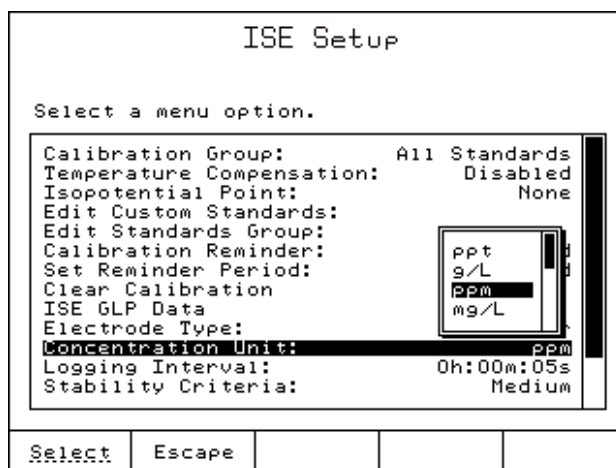 ISE Setup
Select a menu option.
Calibration Group: All Standards
Temperature Compensation: Disabled
Isopotential Point: None
Edit Custom Standards:
Edit Standards Group:
Calibration Reminder:
Set Reminder Period:
Clear Calibration
ISE GLP Data
Electrode Type:
ppt
g/L
ppm
mg/L
Concentration Unit: ppm
Logging Interval: 0h:00m:05s
Stability Criteria: Medium
Select Escape